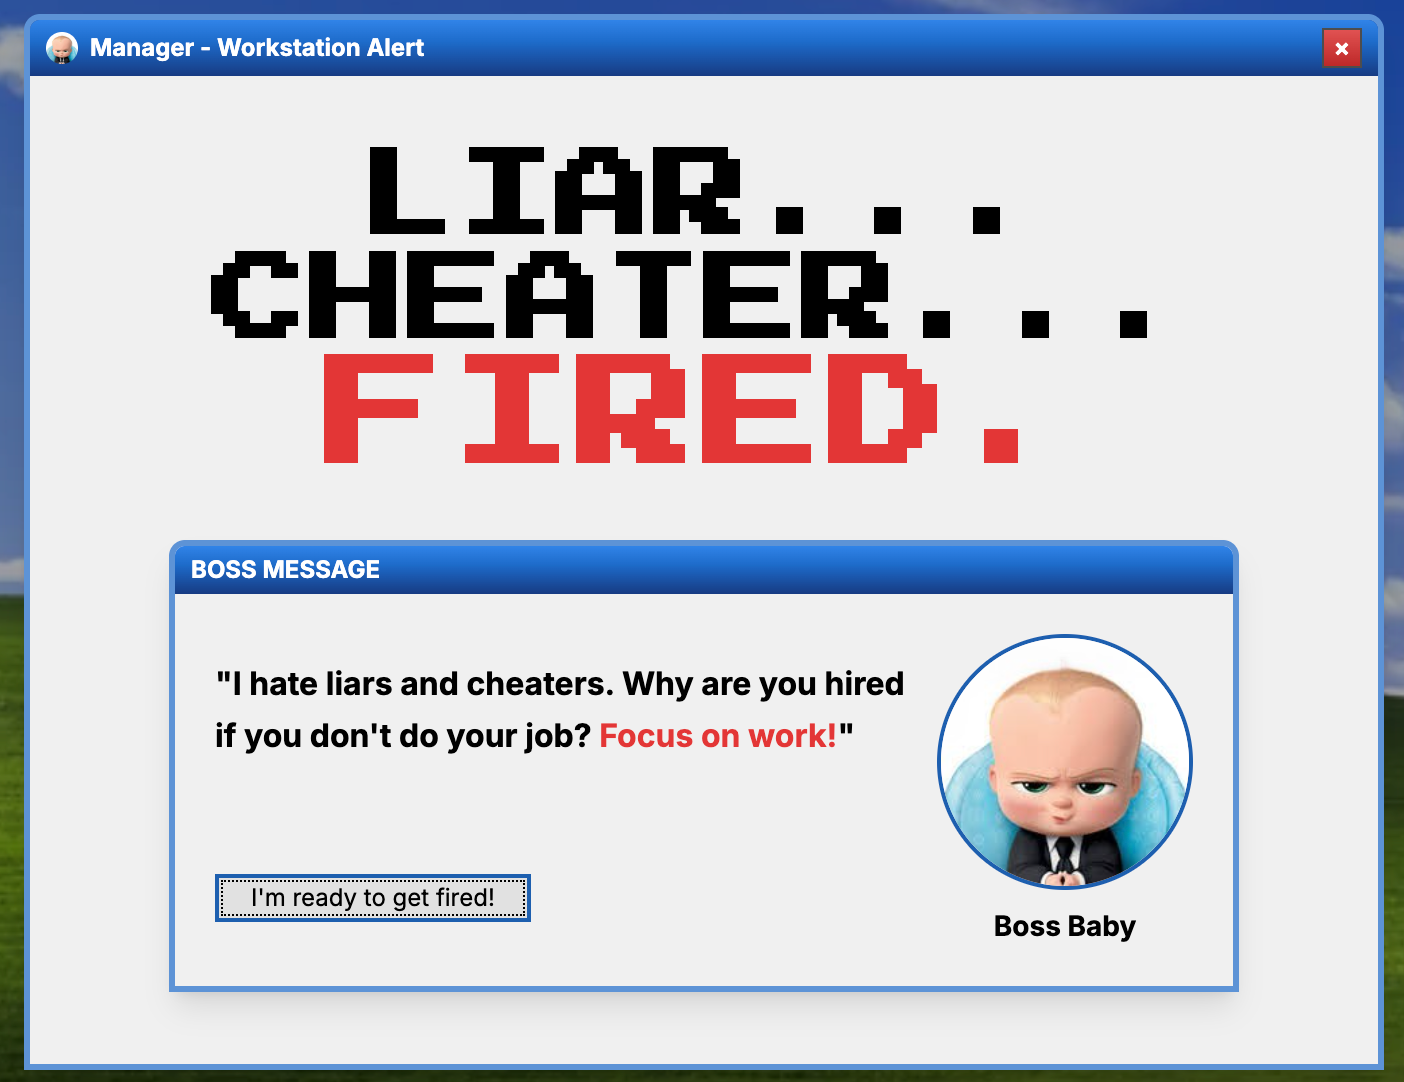 Manager - Workstation Alert
LIAR...
CHEATER...
FIRED.
BOSS MESSAGE
"I hate liars and cheaters. Why are you hired
if you don't do your job? Focus on work!"
I'm ready to get fired!
Boss Baby